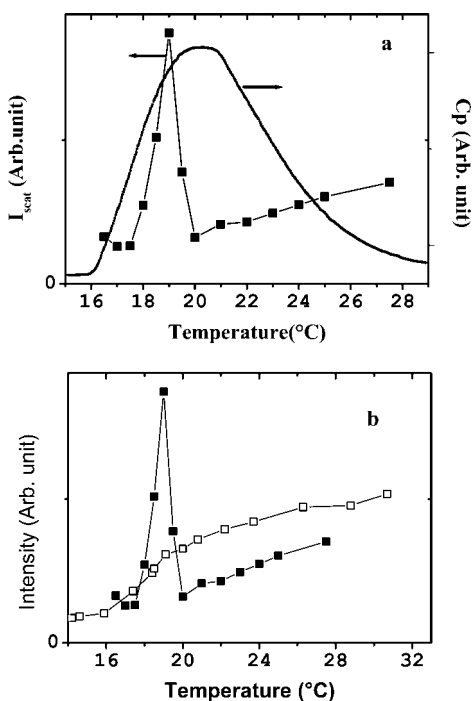 a
I_scat (Arb.unit)
Cp (Arb. unit)
0
16 18 20 22 24 26 28
Temperature(°C)
b
Intensity (Arb. unit)
0
16 20 24 28 32
Temperature (°C)